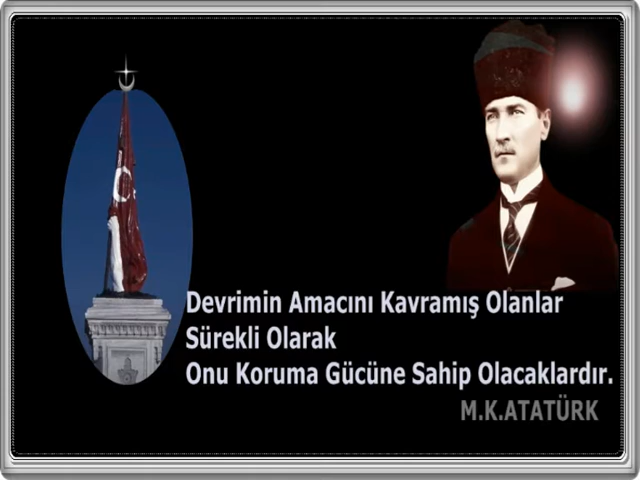 Devrimin Amacını Kavramış Olanlar
Sürekli Olarak
Onu Koruma Gücüne Sahip Olacaklardır.
M.K.ATATÜRK